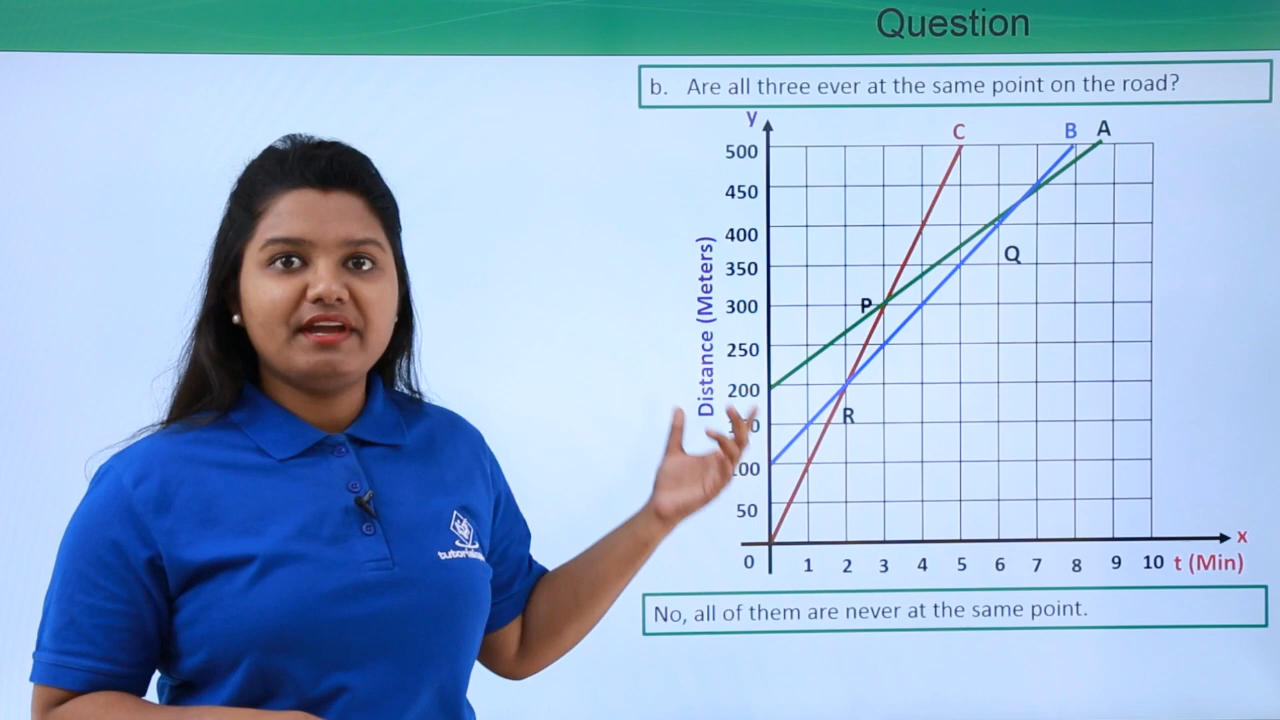 Question
b. Are all three ever at the same point on the road?
y
C
B
A
500
450
400
350
300
250
200
50
0
Distance (Meters)
P
Q
R
1 2 3 4 5 6 7 8 9 10 t (Min)
x
No, all of them are never at the same point.